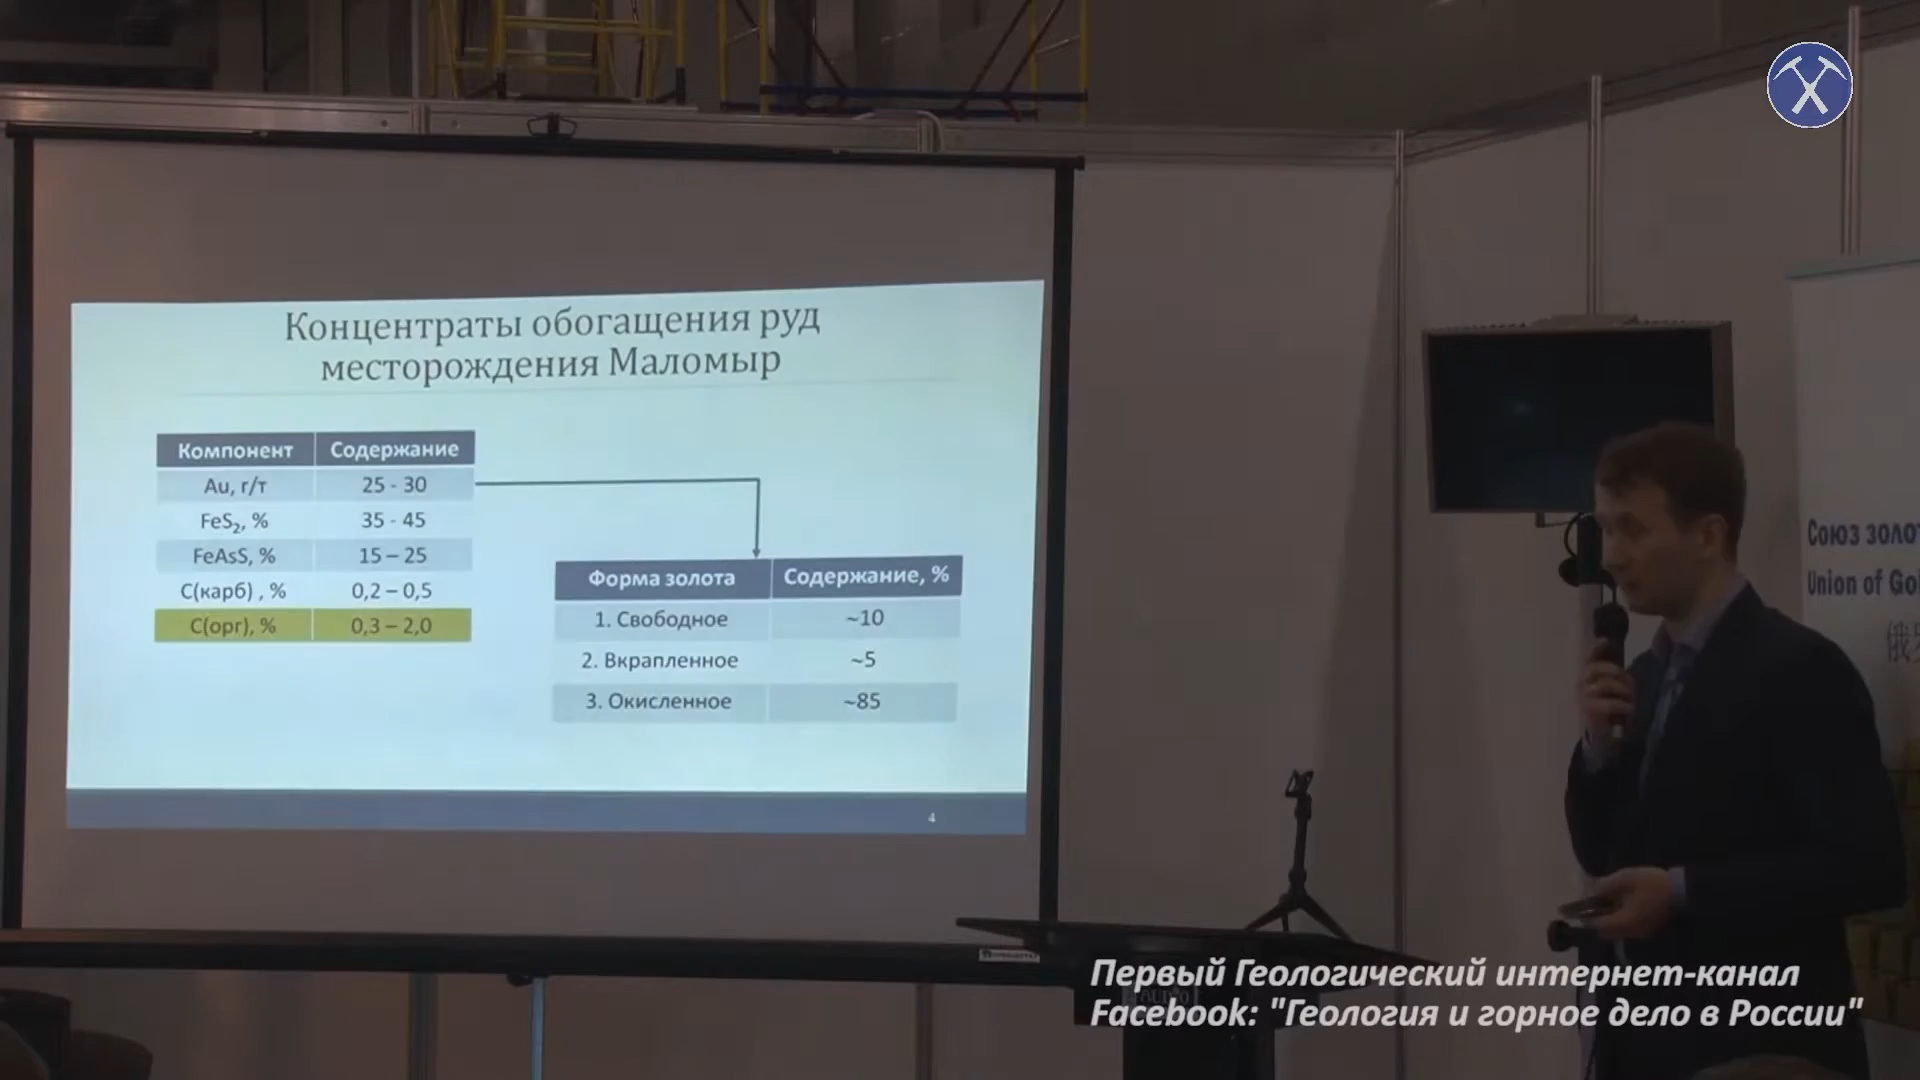 Концентраты обогащения руд
месторождения Маломыр
Компонент Содержание
Au, г/т 25 - 30
FeS₂, % 35 - 45
FeAsS, % 15 – 25
С(карб) , % 0,2 – 0,5
С(орг), % 0,3 – 2,0
Форма золота Содержание, %
1. Свободное ~10
2. Вкрапленное ~5
3. Окисленное ~85
4
Союз золо
Union of Go
俄
AUDIO
Первый Геологический интернет-канал
Facebook: "Геология и горное дело в России"